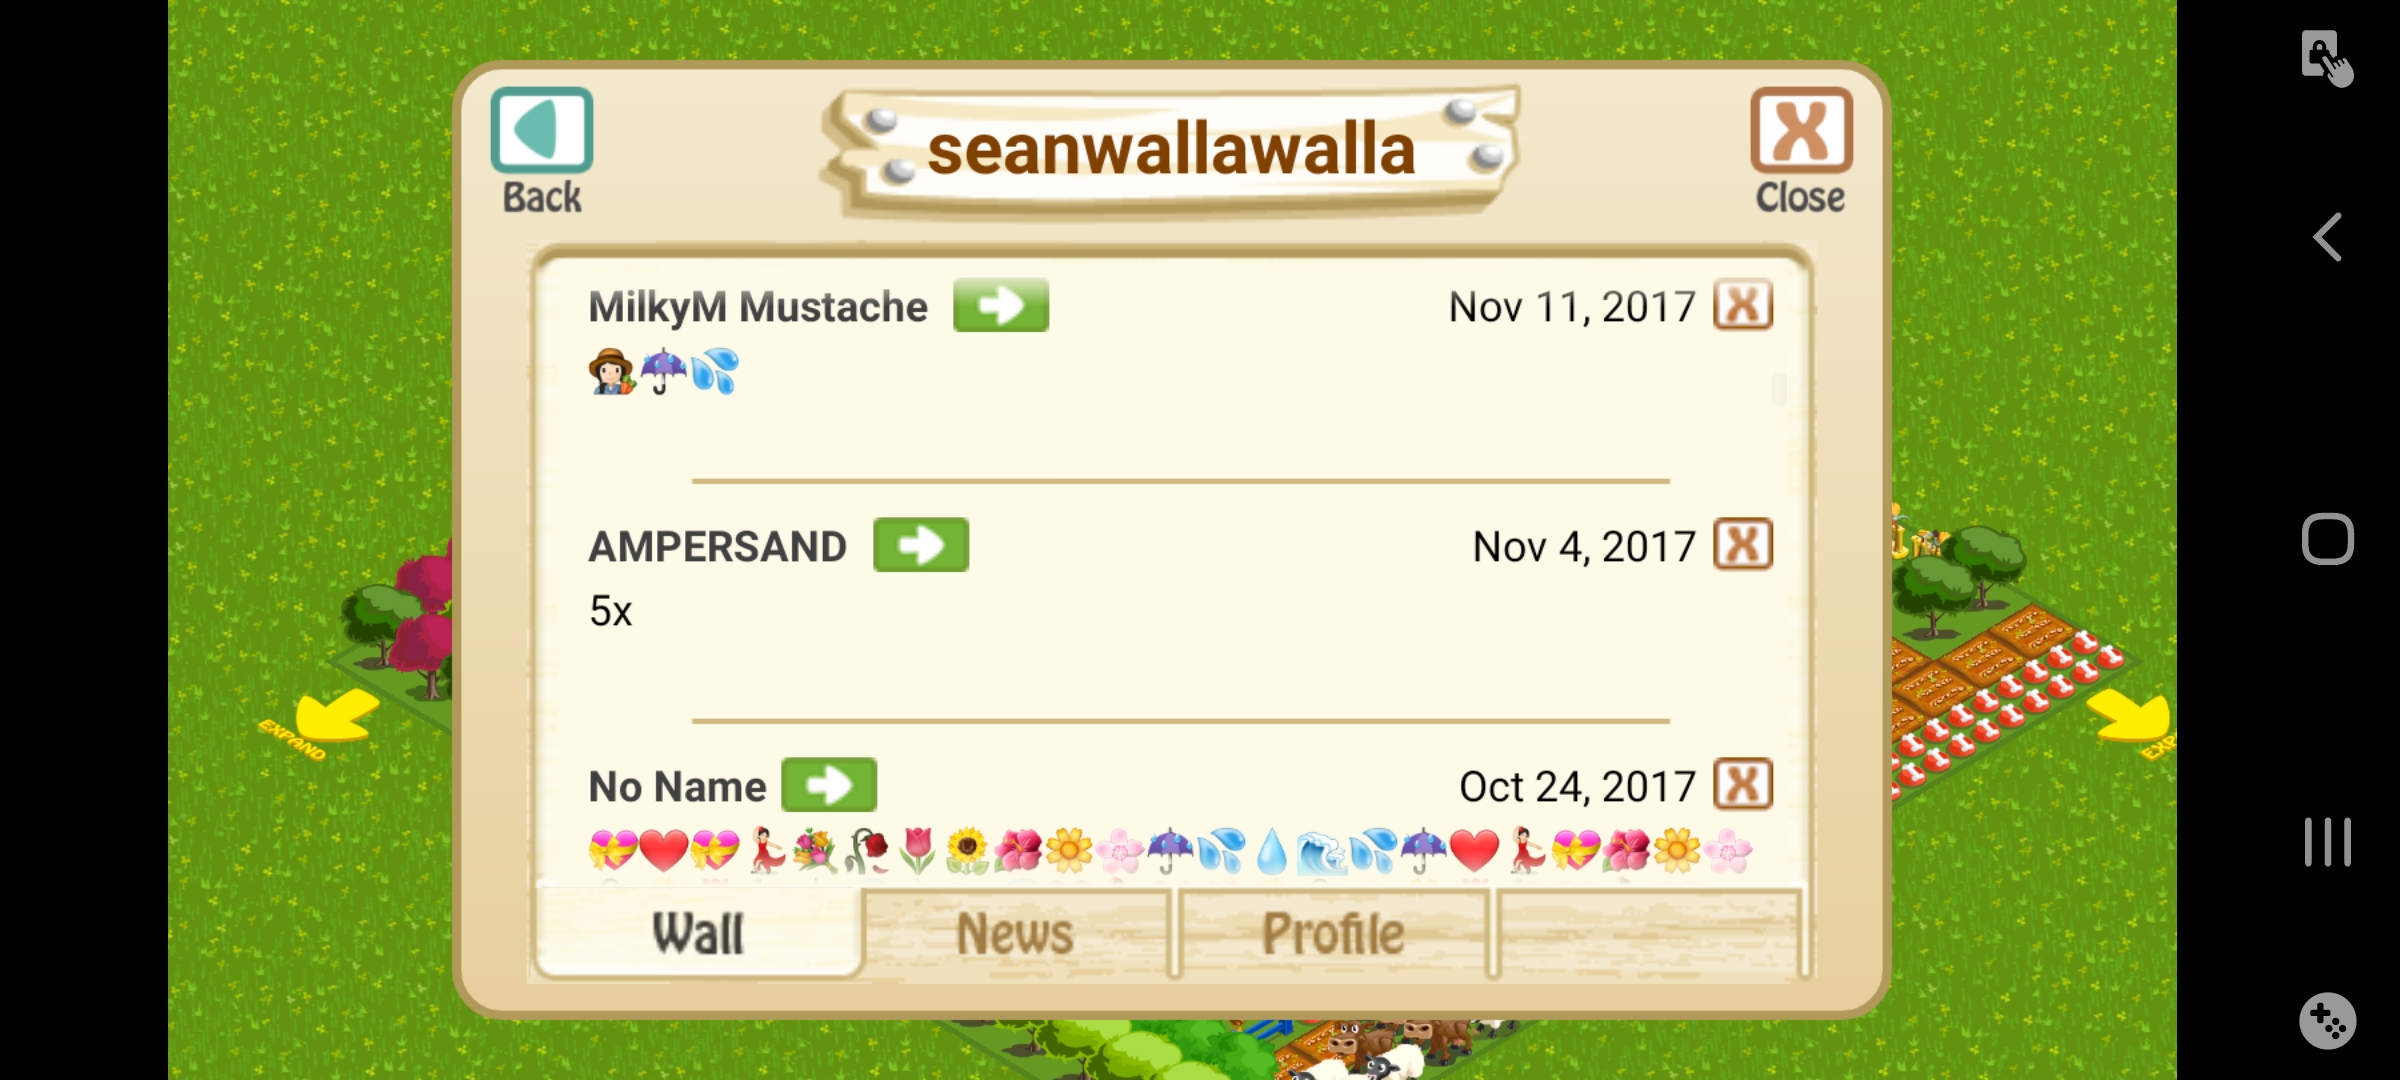 Back
seanwallawalla
Close
MilkyM Mustache
Nov 11, 2017
👩🏻‍🌾☔💦
AMPERSAND
Nov 4, 2017
5x
No Name
Oct 24, 2017
💝❤️💝💃🏻💐🥀🌷🌻🌺🌼🌸☔💦💧🌊💦☔❤️💃🏻💝🌺🌼🌸
Wall
News
Profile
EXPAND
EXP